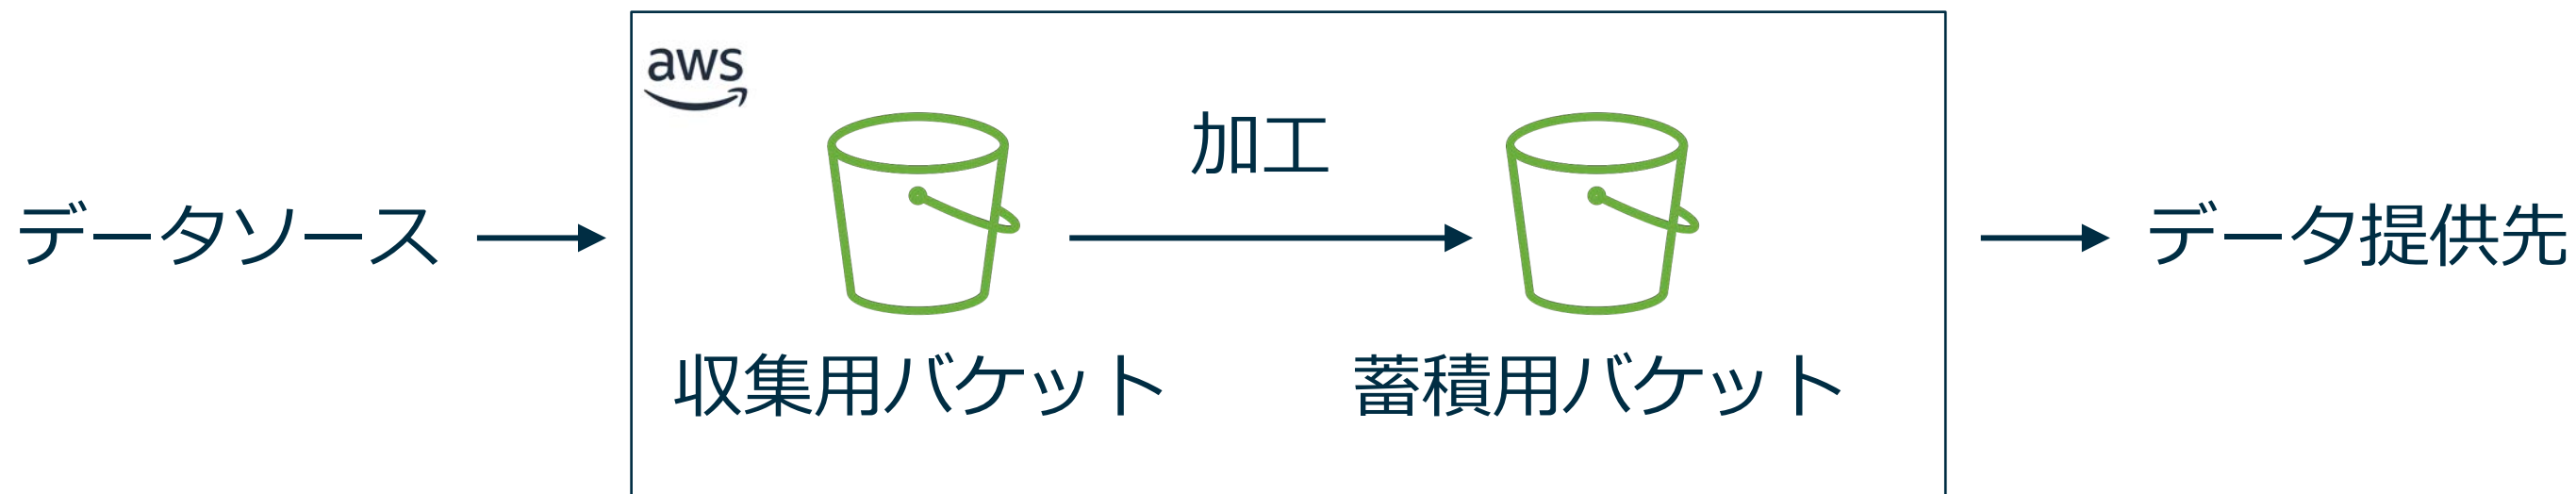 aws
加工
データソース
データ提供先
収集用バケット
蓄積用バケット